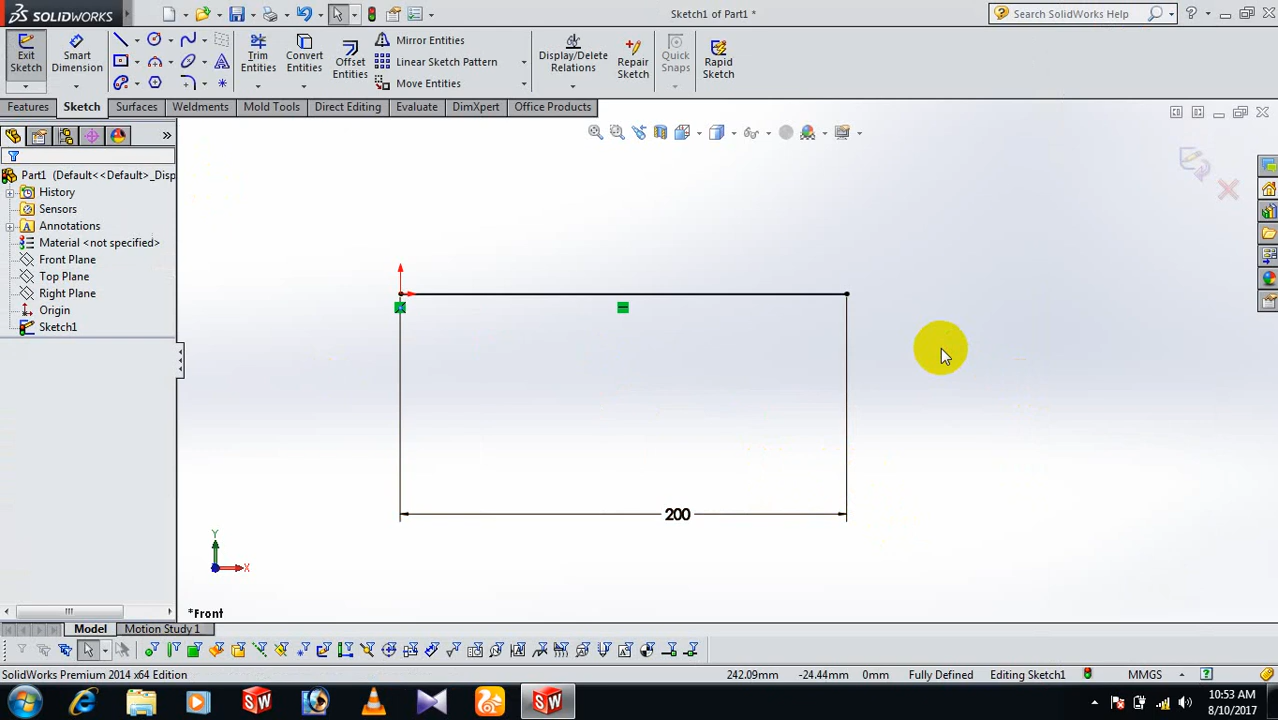 SOLIDWORKS
Sketch1 of Part1 *
Search SolidWorks Help
Exit Sketch
Smart Dimension
Trim Entities
Convert Entities
Offset Entities
Mirror Entities
Linear Sketch Pattern
Move Entities
Display/Delete Relations
Repair Sketch
Quick Snaps
Rapid Sketch
Features
Sketch
Surfaces
Weldments
Mold Tools
Direct Editing
Evaluate
DimXpert
Office Products
Part1 (Default<<Default>_Disp
History
Sensors
Annotations
Material <not specified>
Front Plane
Top Plane
Right Plane
Origin
Sketch1
200
Y
X
*Front
Model
Motion Study 1
SolidWorks Premium 2014 x64 Edition
242.09mm
-24.44mm
0mm
Fully Defined
Editing Sketch1
MMGS
SW
SW
10:53 AM
8/10/2017